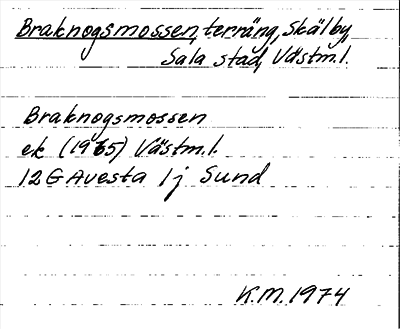 Braknogsmossen, terräng, Skälby,
Sala stad, Västm.l.
Braknogsmossen
ek (1965) Västm.l.
12G Avesta 1j Sund
K.M. 1974